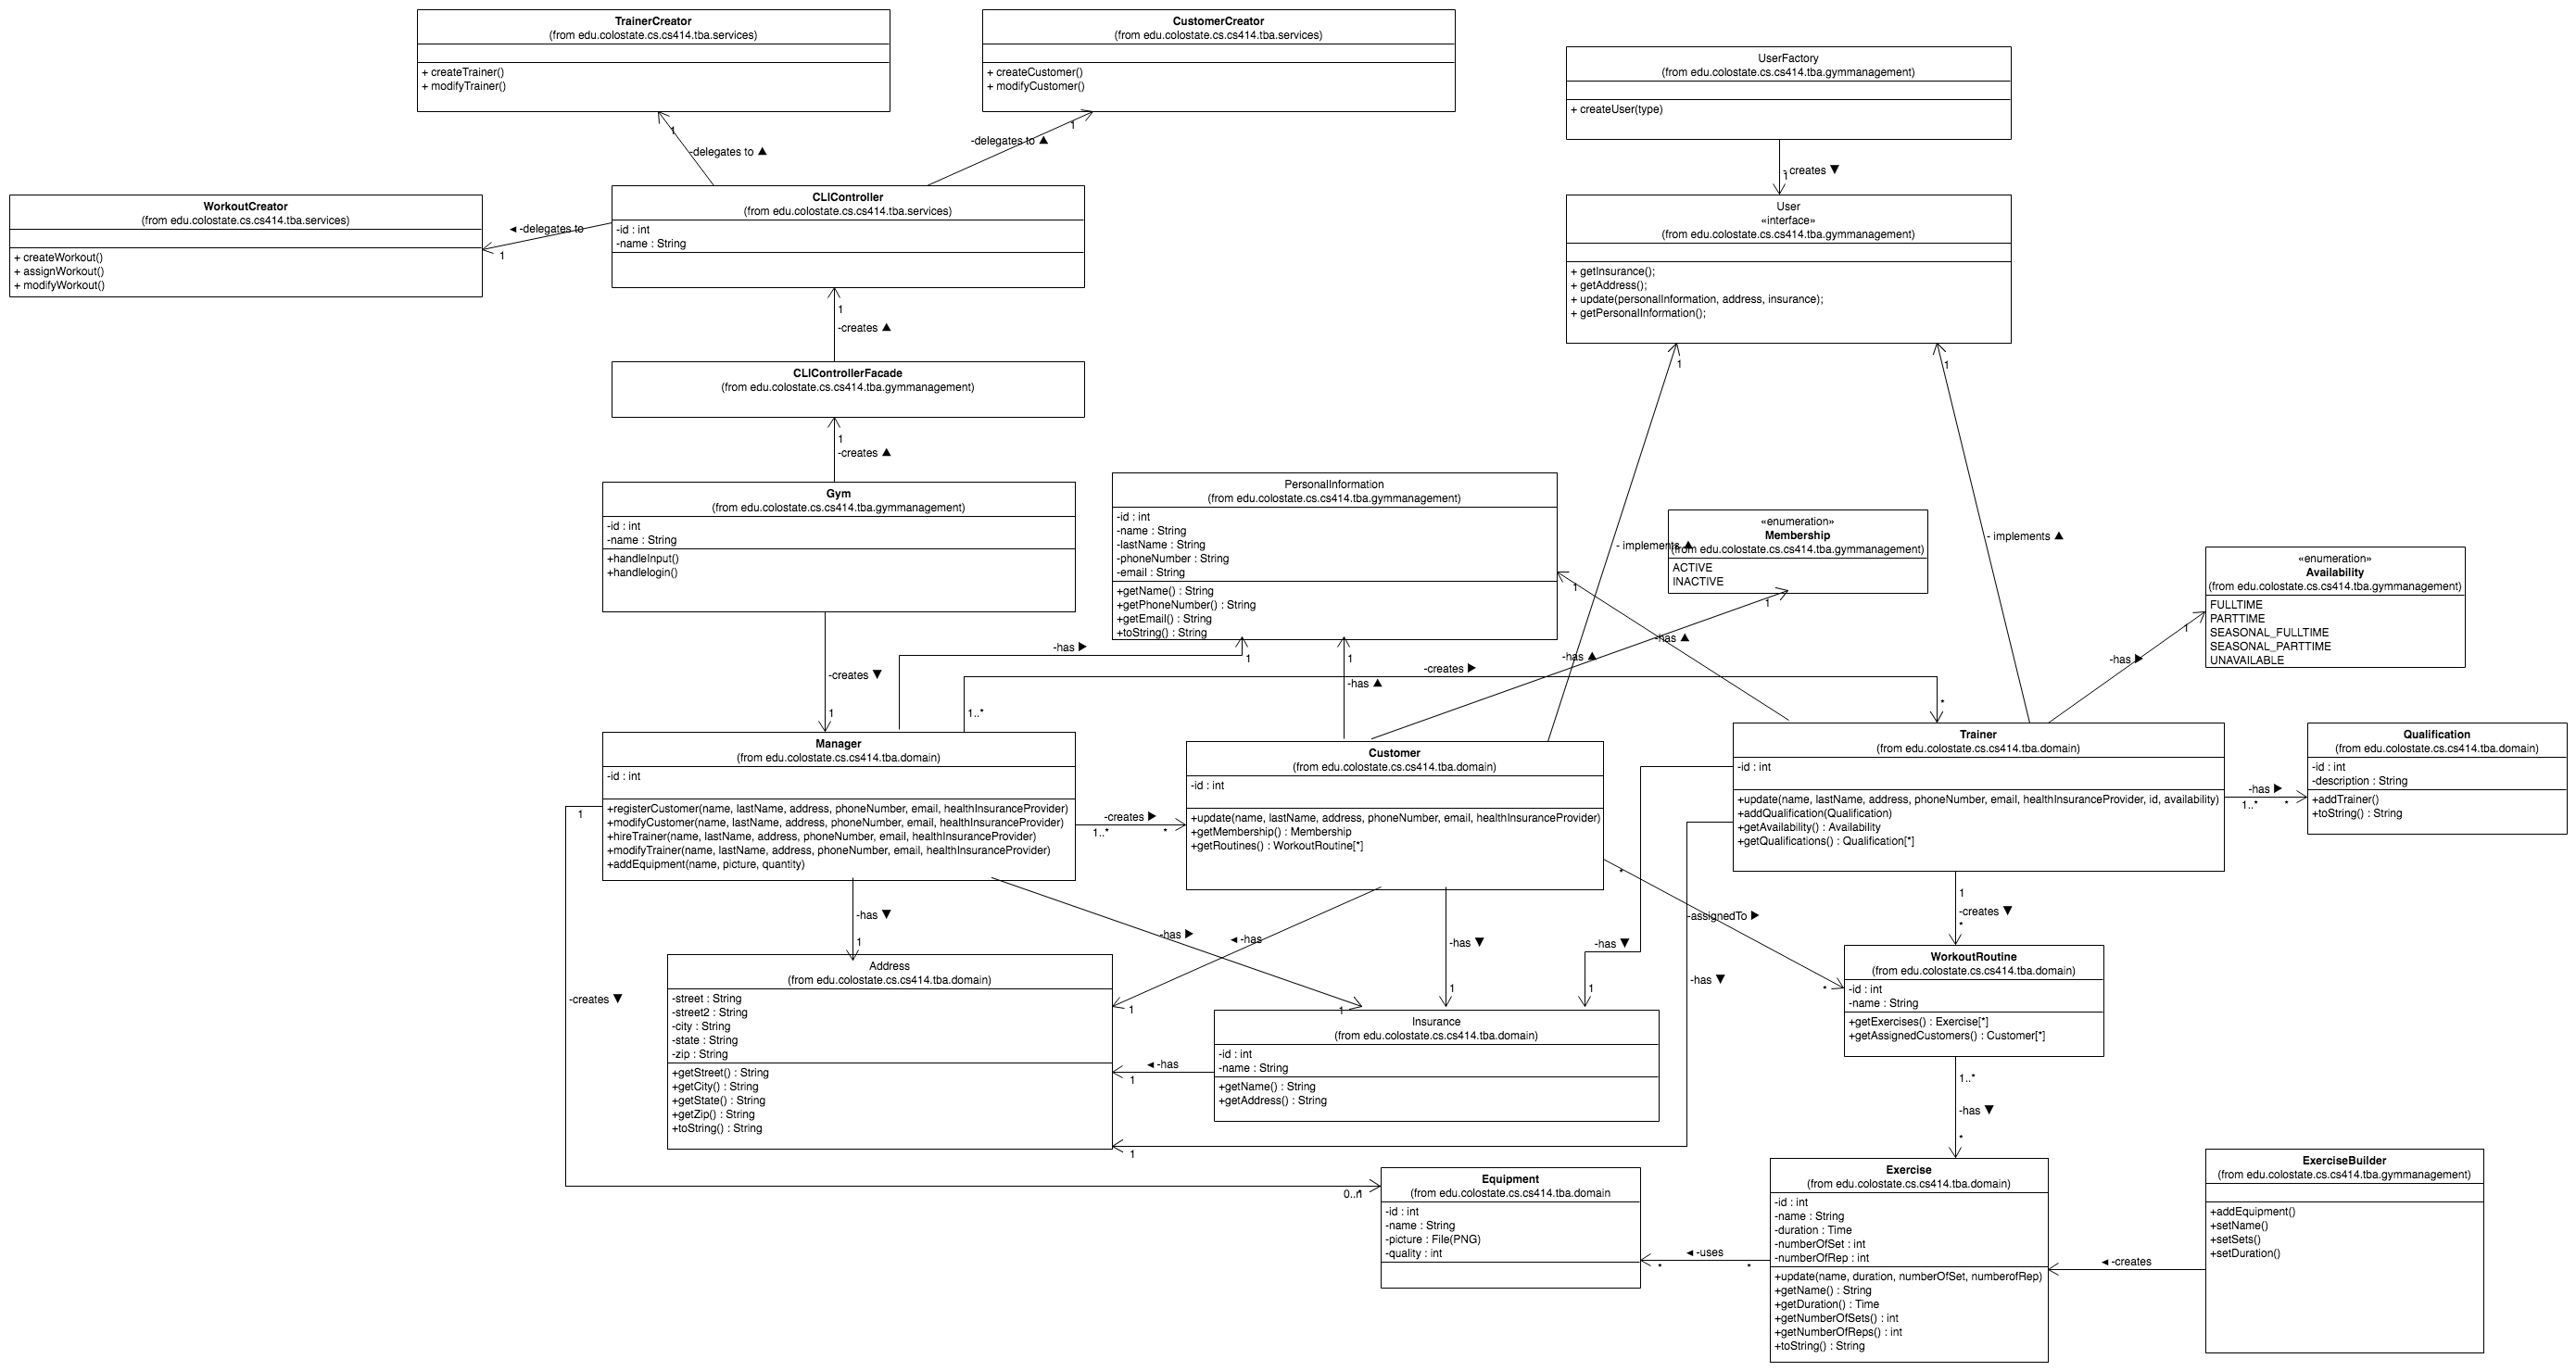 TrainerCreator
(from edu.colostate.cs.cs414.tba.services)
+ createTrainer()
+ modifyTrainer()
CustomerCreator
(from edu.colostate.cs.cs414.tba.services)
+ createCustomer()
+ modifyCustomer()
UserFactory
(from edu.colostate.cs.cs414.tba.gymmanagement)
+ createUser(type)
1
-delegates to ▲
1
-delegates to ▲
- creates ▼
1
WorkoutCreator
(from edu.colostate.cs.cs414.tba.services)
+ createWorkout()
+ assignWorkout()
+ modifyWorkout()
◄ -delegates to
1
CLIController
(from edu.colostate.cs.cs414.tba.services)
-id : int
-name : String
User
«interface»
(from edu.colostate.cs.cs414.tba.gymmanagement)
+ getInsurance();
+ getAddress();
+ update(personalInformation, address, insurance);
+ getPersonalInformation();
1
-creates ▲
CLIControllerFacade
(from edu.colostate.cs.cs414.tba.gymmanagement)
1
-creates ▲
1
1
Gym
(from edu.colostate.cs.cs414.tba.gymmanagement)
-id : int
-name : String
+handleInput()
+handlelogin()
PersonalInformation
(from edu.colostate.cs.cs414.tba.gymmanagement)
-id : int
-name : String
-lastName : String
-phoneNumber : String
-email : String
+getName() : String
+getPhoneNumber() : String
+getEmail() : String
+toString() : String
- implements ▲
«enumeration»
Membership
(from edu.colostate.cs.cs414.tba.gymmanagement)
ACTIVE
INACTIVE
- implements ▲
«enumeration»
Availability
(from edu.colostate.cs.cs414.tba.gymmanagement)
FULLTIME
PARTTIME
SEASONAL_FULLTIME
SEASONAL_PARTTIME
UNAVAILABLE
1
1
1
-has ▶
1
1
-has ▲
-has ▲
-has ▲
-creates ▶
-has ▶
-creates ▼
1
1..*
*
Manager
(from edu.colostate.cs.cs414.tba.domain)
-id : int
+registerCustomer(name, lastName, address, phoneNumber, email, healthInsuranceProvider)
+modifyCustomer(name, lastName, address, phoneNumber, email, healthInsuranceProvider)
+hireTrainer(name, lastName, address, phoneNumber, email, healthInsuranceProvider)
+modifyTrainer(name, lastName, address, phoneNumber, email, healthInsuranceProvider)
+addEquipment(name, picture, quantity)
-creates ▶
1..*
*
Customer
(from edu.colostate.cs.cs414.tba.domain)
-id : int
+update(name, lastName, address, phoneNumber, email, healthInsuranceProvider)
+getMembership() : Membership
+getRoutines() : WorkoutRoutine[*]
Trainer
(from edu.colostate.cs.cs414.tba.domain)
-id : int
+update(name, lastName, address, phoneNumber, email, healthInsuranceProvider, id, availability)
+addQualification(Qualification)
+getAvailability() : Availability
+getQualifications() : Qualification[*]
-has ▶
1..*
*
Qualification
(from edu.colostate.cs.cs414.tba.domain)
-id : int
-description : String
+addTrainer()
+toString() : String
1
-creates ▼
-has ▼
1
-has ▶
1
◄ -has
1
-has ▼
1
-has ▼
1
*
-assignedTo ▶
*
-has ▼
1
1
-creates ▼
*
Address
(from edu.colostate.cs.cs414.tba.domain)
-street : String
-street2 : String
-city : String
-state : String
-zip : String
+getStreet() : String
+getCity() : String
+getState() : String
+getZip() : String
+toString() : String
◄ -has
1
Insurance
(from edu.colostate.cs.cs414.tba.domain)
-id : int
-name : String
+getName() : String
+getAddress() : String
WorkoutRoutine
(from edu.colostate.cs.cs414.tba.domain)
-id : int
-name : String
+getExercises() : Exercise[*]
+getAssignedCustomers() : Customer[*]
1..*
-has ▼
*
Equipment
(from edu.colostate.cs.cs414.tba.domain
-id : int
-name : String
-picture : File(PNG)
-quality : int
◄ -uses
*
*
Exercise
(from edu.colostate.cs.cs414.tba.domain)
-id : int
-name : String
-duration : Time
-numberOfSet : int
-numberOfRep : int
+update(name, duration, numberOfSet, numberofRep)
+getName() : String
+getDuration() : Time
+getNumberOfSets() : int
+getNumberOfReps() : int
+toString() : String
◄ -creates
ExerciseBuilder
(from edu.colostate.cs.cs414.tba.gymmanagement)
+addEquipment()
+setName()
+setSets()
+setDuration()